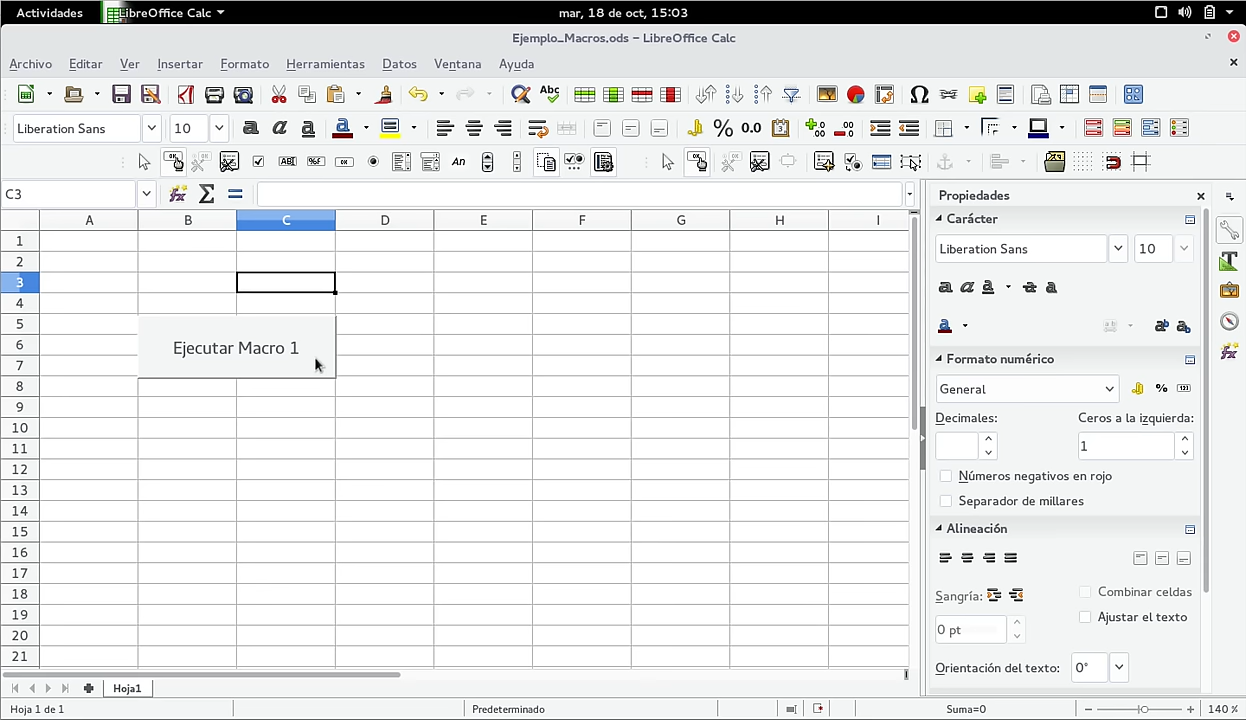 Actividades LibreOffice Calc mar, 18 de oct, 15:03
Ejemplo_Macros.ods – LibreOffice Calc
Archivo Editar Ver Insertar Formato Herramientas Datos Ventana Ayuda
Liberation Sans 10
C3
A B C D E F G H I
1
2
3
4
5
6
7
8
9
10
11
12
13
14
15
16
17
18
19
20
21
Ejecutar Macro 1
Propiedades
Carácter
Liberation Sans 10
Formato numérico
General
Decimales: Ceros a la izquierda:
1
Números negativos en rojo
Separador de millares
Alineación
Sangría: Combinar celdas
Ajustar el texto
0 pt
Orientación del texto: 0°
Hoja1
Hoja 1 de 1 Predeterminado Suma=0 140 %